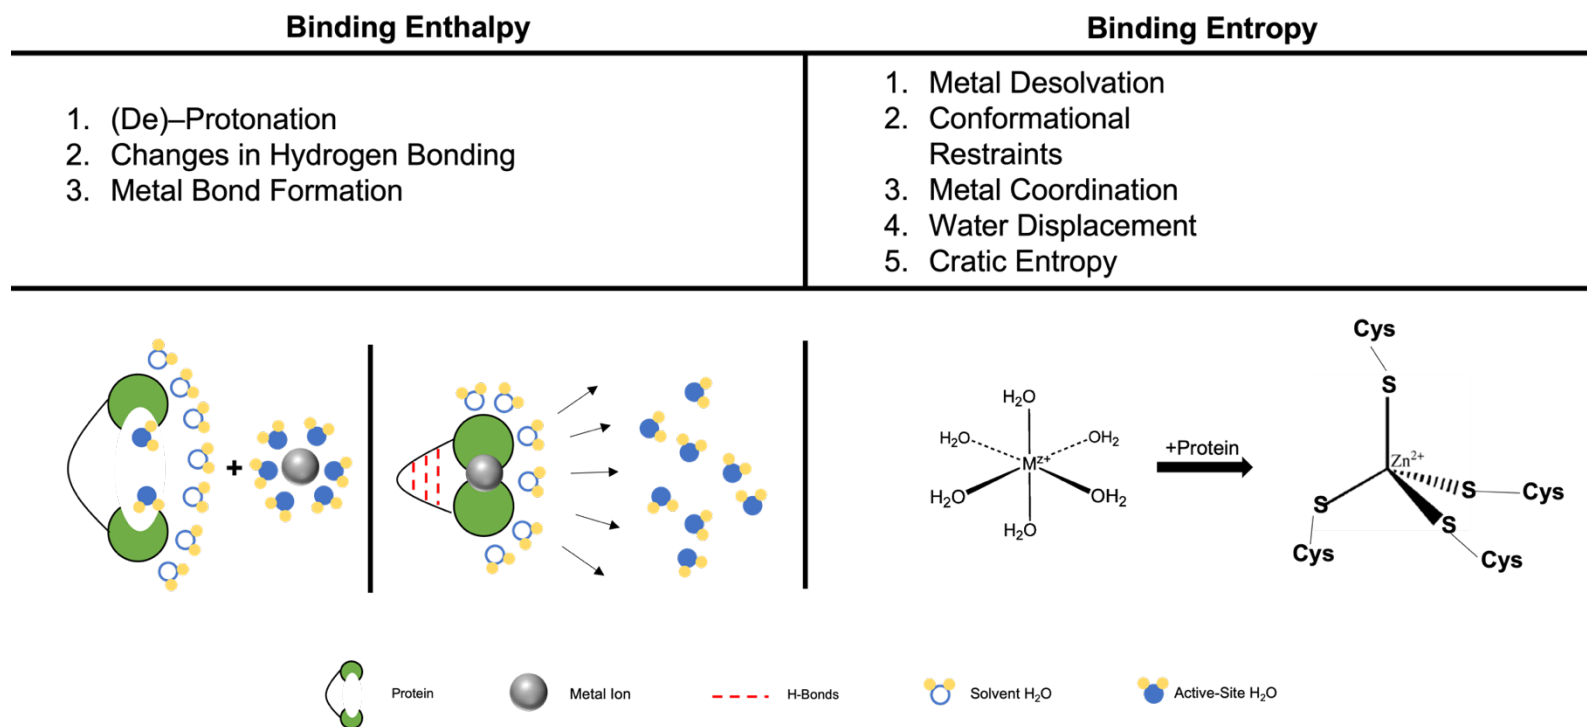 Binding Enthalpy
Binding Entropy
1. (De)–Protonation
2. Changes in Hydrogen Bonding
3. Metal Bond Formation
1. Metal Desolvation
2. Conformational
Restraints
3. Metal Coordination
4. Water Displacement
5. Cratic Entropy
+
H₂O
H₂O
OH₂
Mᶻ⁺
H₂O
OH₂
H₂O
+Protein
Cys
S
Zn²⁺
S
S
Cys
S
Cys
Cys
Protein
Metal Ion
H-Bonds
Solvent H₂O
Active-Site H₂O